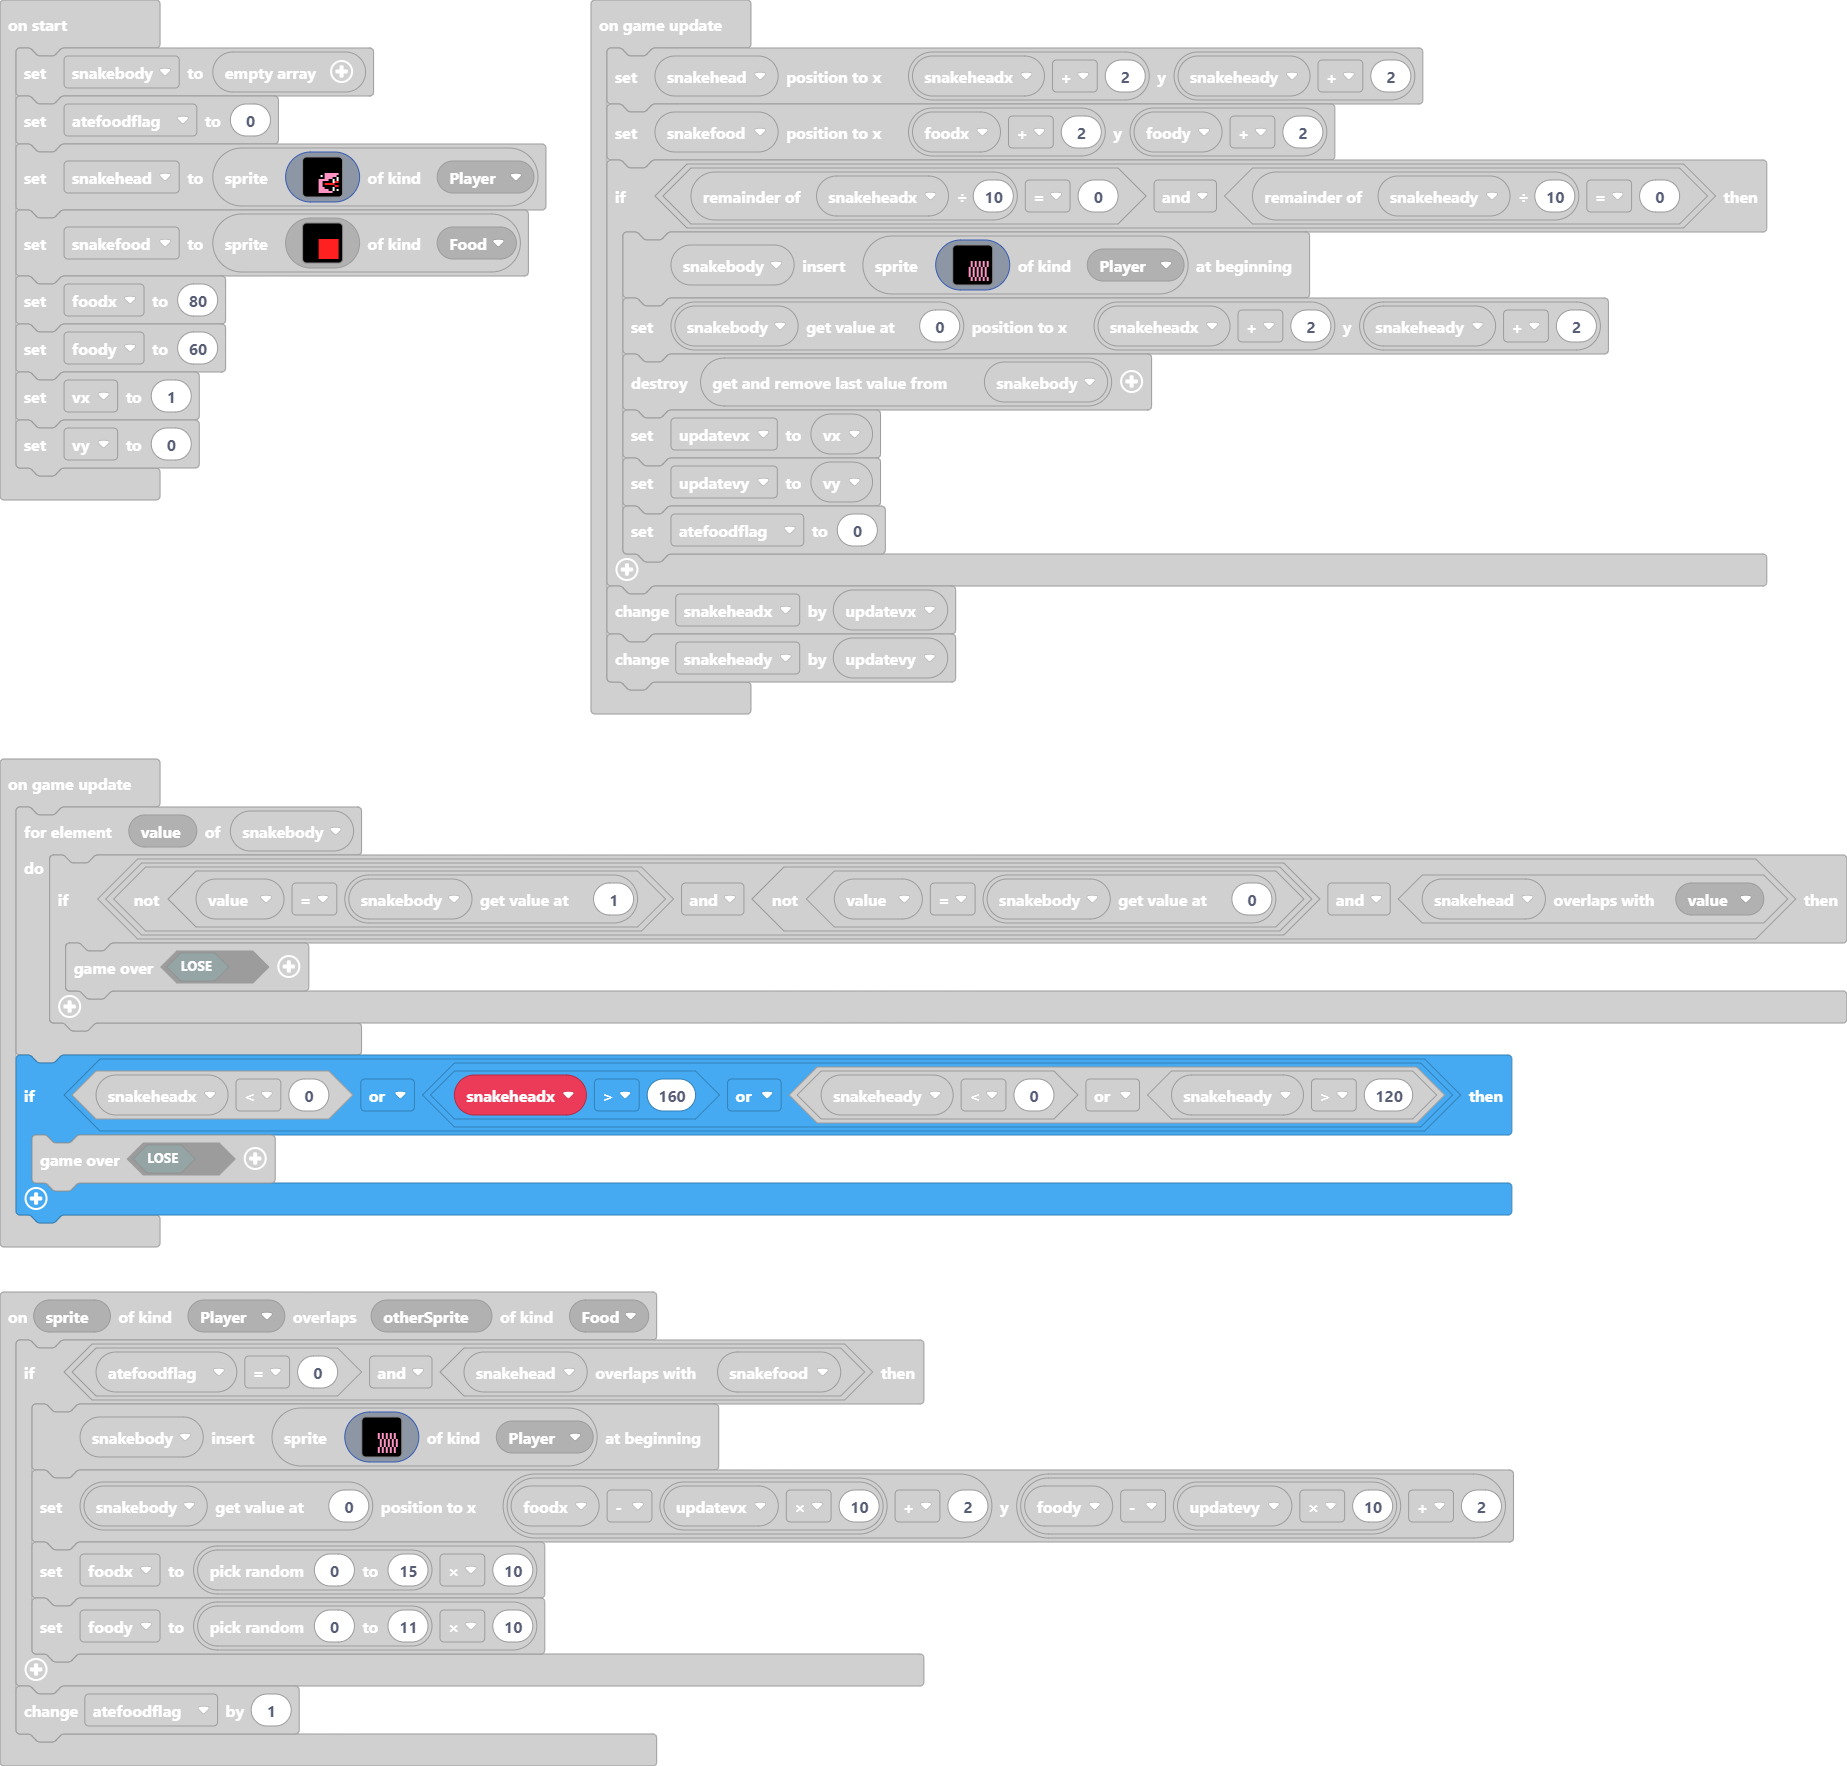 on start
set snakebody to empty array
set atefoodflag to 0
set snakehead to sprite of kind Player
set snakefood to sprite of kind Food
set foodx to 80
set foody to 60
set vx to 1
set vy to 0
on game update
set snakehead position to x snakeheadx + 2 y snakeheady + 2
set snakefood position to x foodx + 2 y foody + 2
if remainder of snakeheadx ÷ 10 = 0 and remainder of snakeheady ÷ 10 = 0 then
snakebody insert sprite of kind Player at beginning
set snakebody get value at 0 position to x snakeheadx + 2 y snakeheady + 2
destroy get and remove last value from snakebody
set updatevx to vx
set updatevy to vy
set atefoodflag to 0
change snakeheadx by updatevx
change snakeheady by updatevy
on game update
for element value of snakebody
do
if not value = snakebody get value at 1 and not value = snakebody get value at 0 and snakehead overlaps with value then
game over LOSE
if snakeheadx < 0 or snakeheadx > 160 or snakeheady < 0 or snakeheady > 120 then
game over LOSE
on sprite of kind Player overlaps otherSprite of kind Food
if atefoodflag = 0 and snakehead overlaps with snakefood then
snakebody insert sprite of kind Player at beginning
set snakebody get value at 0 position to x foodx - updatevx × 10 + 2 y foody - updatevy × 10 + 2
set foodx to pick random 0 to 15 × 10
set foody to pick random 0 to 11 × 10
change atefoodflag by 1